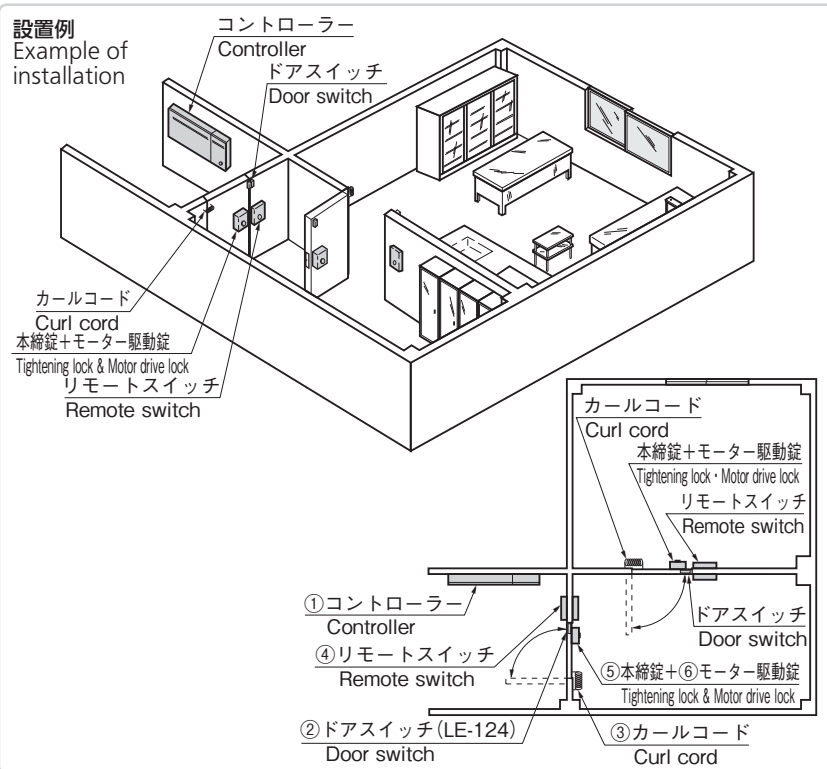 設置例
Example of
installation
コントローラー
Controller
ドアスイッチ
Door switch
カールコード
Curl cord
本締錠+モーター駆動錠
Tightening lock & Motor drive lock
リモートスイッチ
Remote switch
カールコード
Curl cord
本締錠+モーター駆動錠
Tightening lock・Motor drive lock
リモートスイッチ
Remote switch
①コントローラー
Controller
ドアスイッチ
Door switch
④リモートスイッチ
Remote switch
⑤本締錠+⑥モーター駆動錠
Tightening lock & Motor drive lock
②ドアスイッチ(LE-124)
Door switch
③カールコード
Curl cord